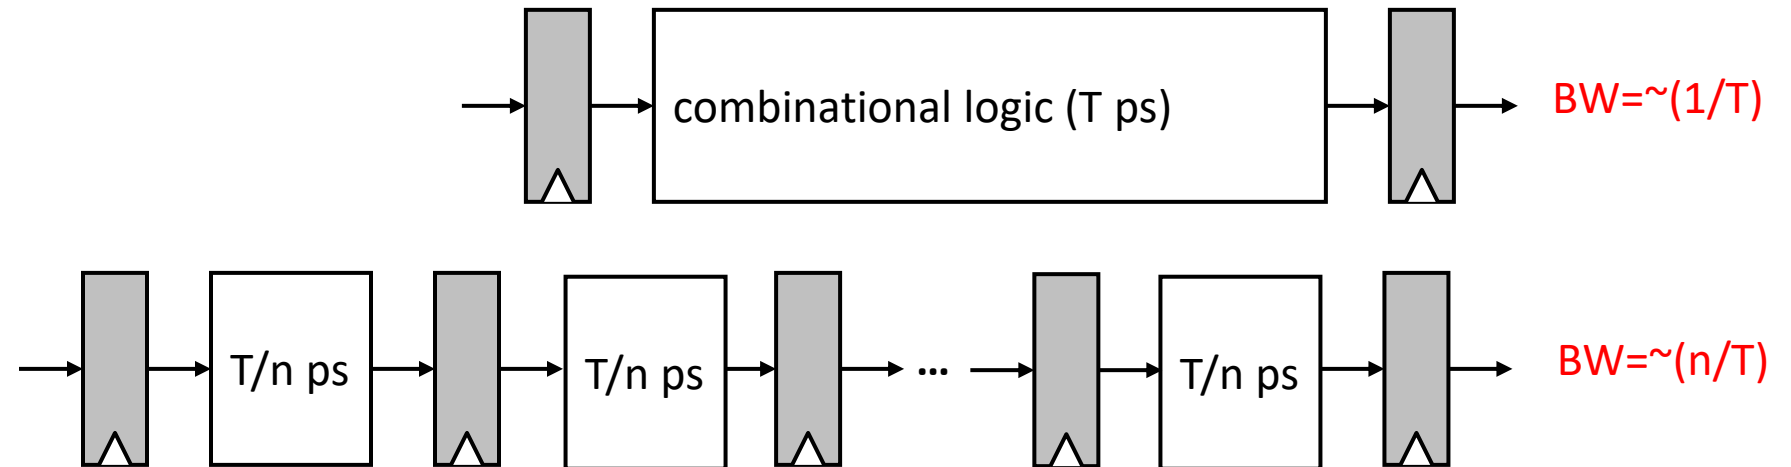 combinational logic (T ps)
BW=~(1/T)
T/n ps
T/n ps
...
T/n ps
BW=~(n/T)